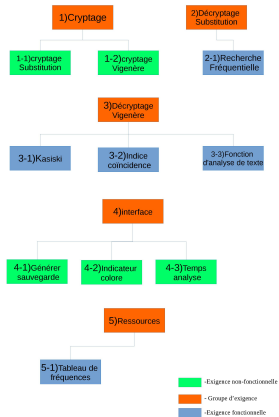 1)Cryptage
2)Décryptage
Substitution
1-1)cryptage
Substitution
1-2)cryptage
Vigenère
2-1)Recherche
Fréquentielle
3)Décryptage
Vigenère
3-1)Kasiski
3-2)Indice
coïncidence
3-3)Fonction
d'analyse de texte
4)interface
4-1)Générer
sauvegarde
4-2)Indicateur
colore
4-3)Temps
analyse
5)Ressources
5-1)Tableau de
fréquences
-Exigence non-fonctionnelle
- Groupe d'exigence
-Exigence fonctionnelle